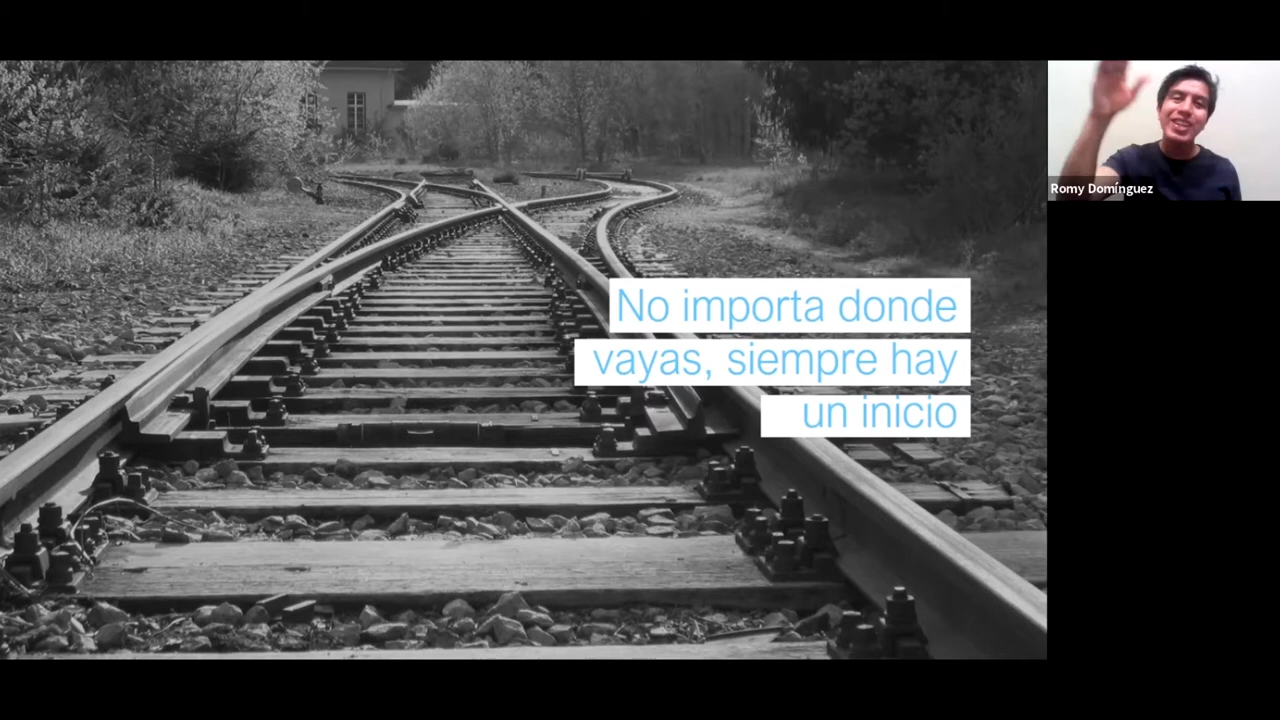 No importa donde
vayas, siempre hay
un inicio
Romy Domínguez